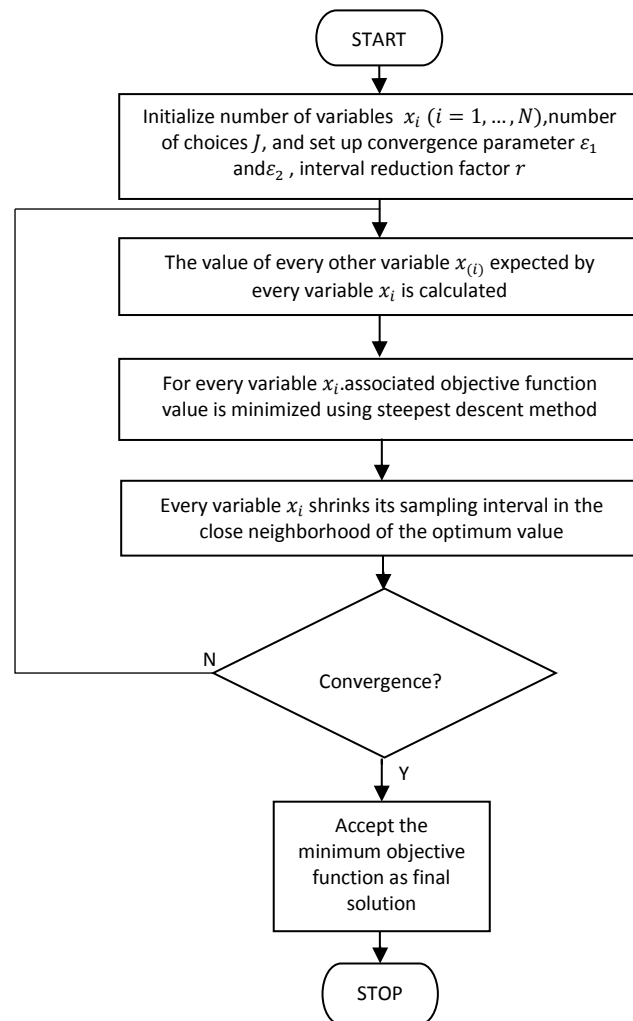 START
Initialize number of variables x_i (i = 1, … , N),number
of choices J, and set up convergence parameter ε_1
andε_2 , interval reduction factor r
The value of every other variable x_(i) expected by
every variable x_i is calculated
For every variable x_i.associated objective function
value is minimized using steepest descent method
Every variable x_i shrinks its sampling interval in the
close neighborhood of the optimum value
N
Convergence?
Y
Accept the
minimum objective
function as final
solution
STOP